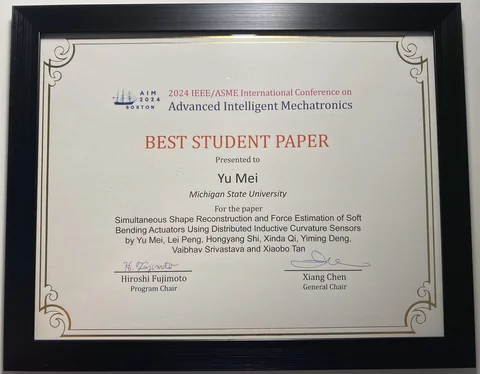 AIM
2024
BOSTON
2024 IEEE/ASME International Conference on
Advanced Intelligent Mechatronics
BEST STUDENT PAPER
Presented to
Yu Mei
Michigan State University
For the paper
Simultaneous Shape Reconstruction and Force Estimation of Soft
Bending Actuators Using Distributed Inductive Curvature Sensors
by Yu Mei, Lei Peng, Hongyang Shi, Xinda Qi, Yiming Deng,
Vaibhav Srivastava and Xiaobo Tan
H. Fujimoto
Hiroshi Fujimoto
Program Chair
Xiang Chen
General Chair